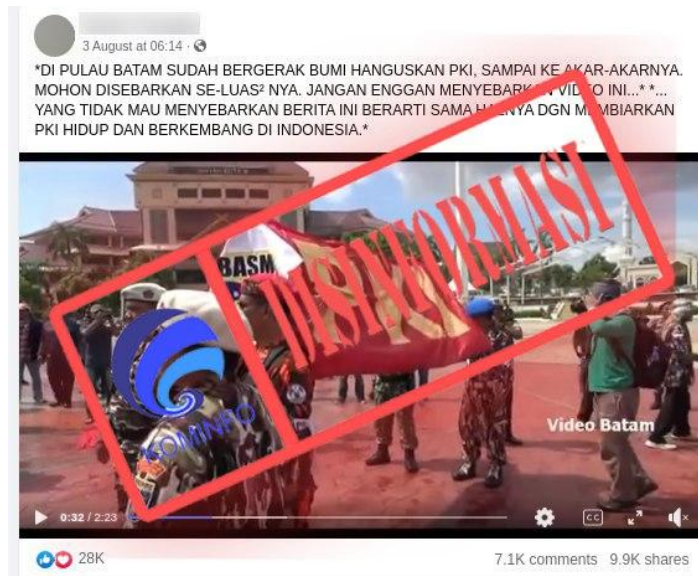 3 August at 06:14 ·
*DI PULAU BATAM SUDAH BERGERAK BUMI HANGUSKAN PKI, SAMPAI KE AKAR-AKARNYA.
MOHON DISEBARKAN SE-LUAS² NYA. JANGAN ENGGAN MENYEBARKAN VIDEO INI...* *...
YANG TIDAK MAU MENYEBARKAN BERITA INI BERARTI SAMA HALNYA DGN MEMBIARKAN
PKI HIDUP DAN BERKEMBANG DI INDONESIA.*
BASM
DISINFORMASI
KOMINFO
Video Batam
0:32 / 2:23
CC
28K
7.1K comments 9.9K shares